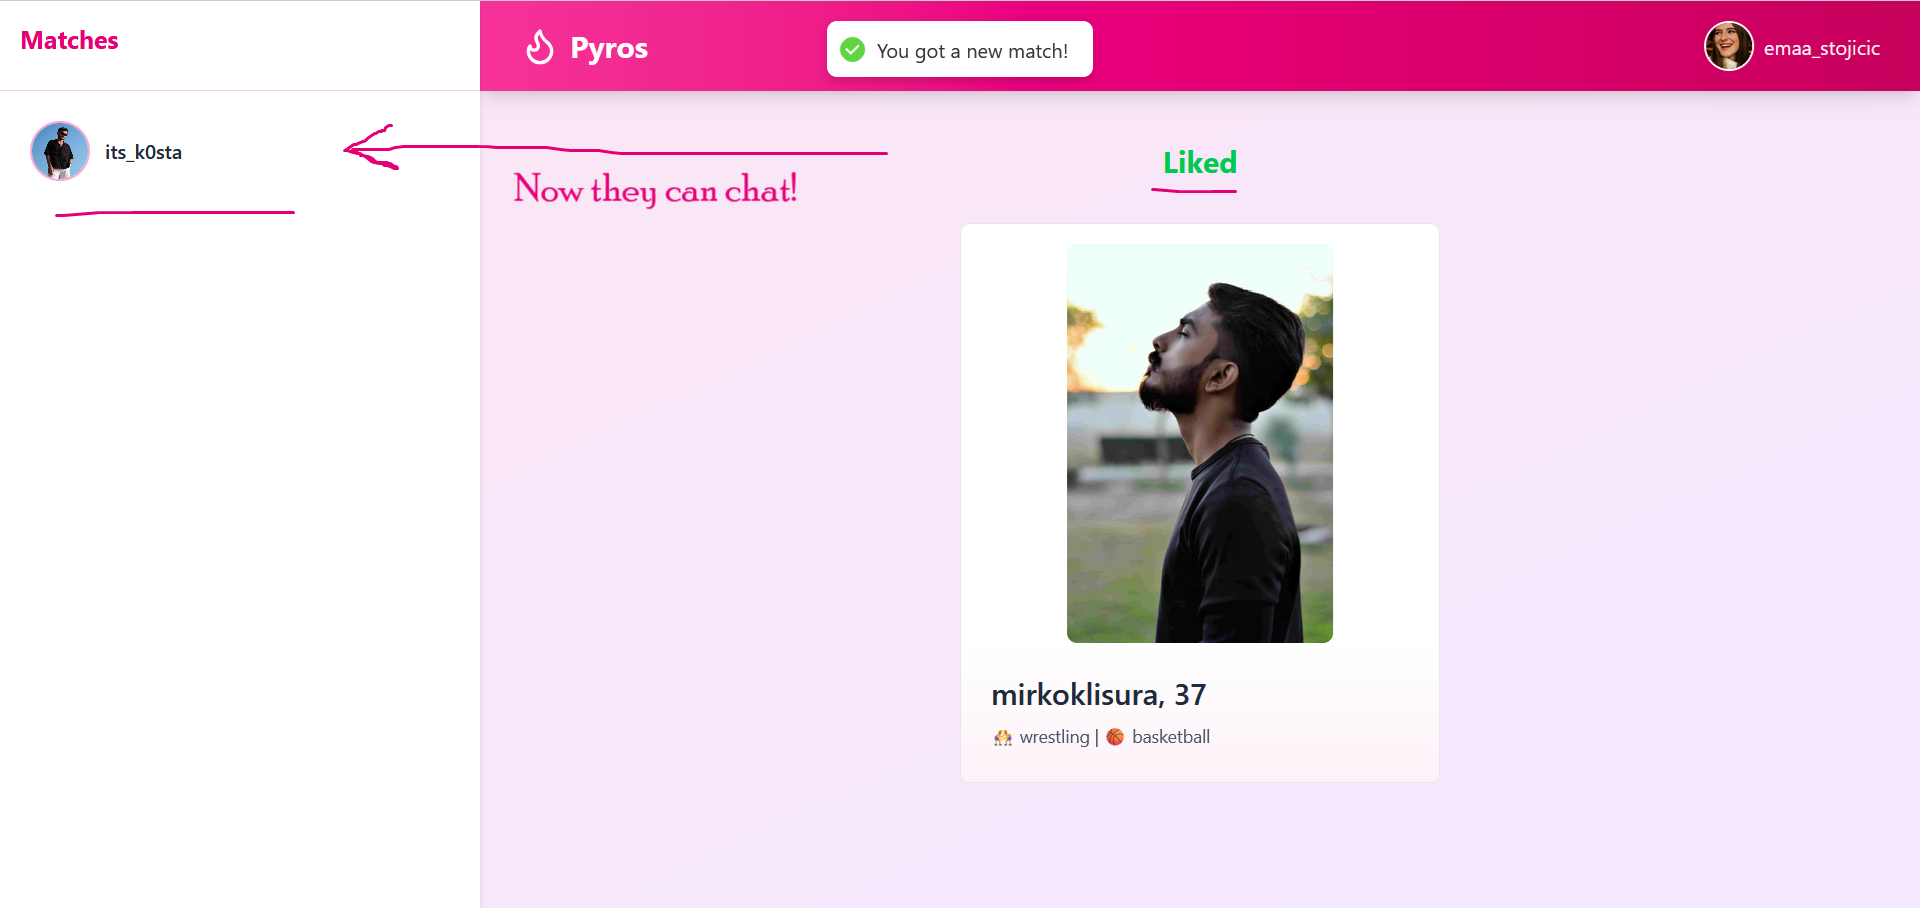 Matches
Pyros
You got a new match!
emaa_stojicic
its_k0sta
Now they can chat!
Liked
mirkoklisura, 37
🤼 wrestling | 🏀 basketball